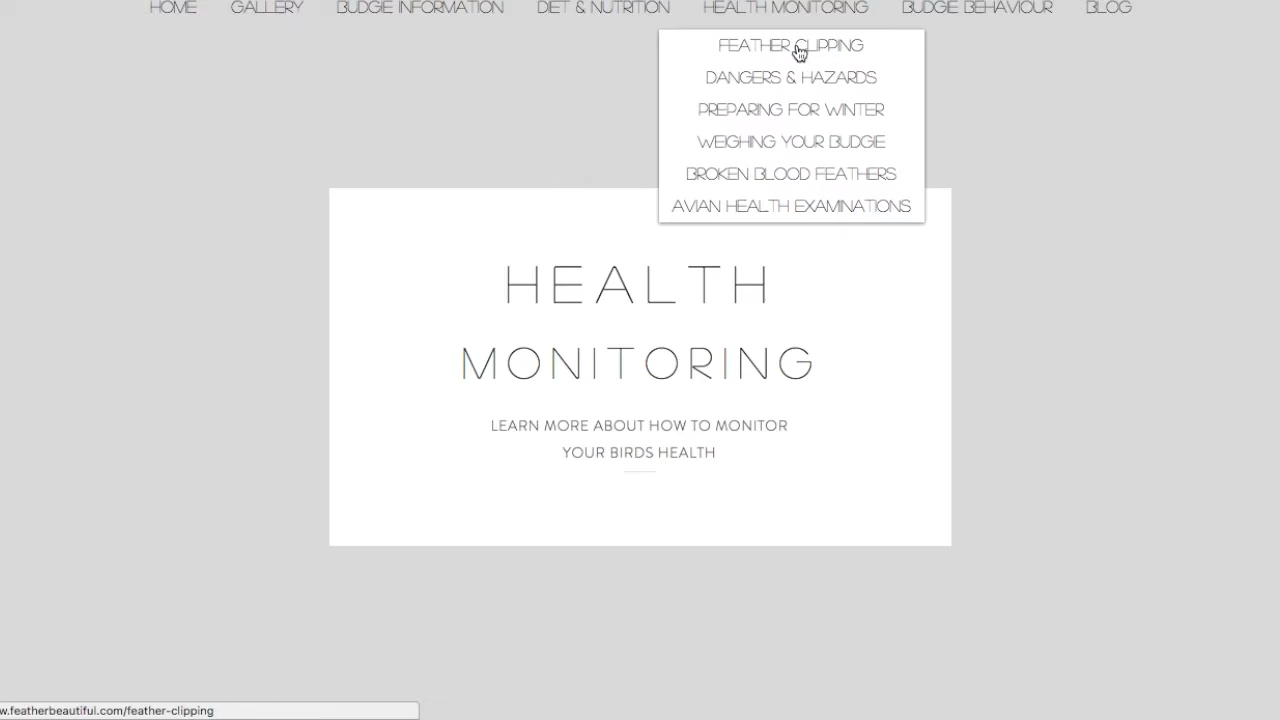 HOME GALLERY BUDGIE INFORMATION DIET & NUTRITION HEALTH MONITORING BUDGIE BEHAVIOUR BLOG
FEATHER CLIPPING
DANGERS & HAZARDS
PREPARING FOR WINTER
WEIGHING YOUR BUDGIE
BROKEN BLOOD FEATHERS
AVIAN HEALTH EXAMINATIONS
HEALTH
MONITORING
LEARN MORE ABOUT HOW TO MONITOR
YOUR BIRDS HEALTH
w.featherbeautiful.com/feather-clipping